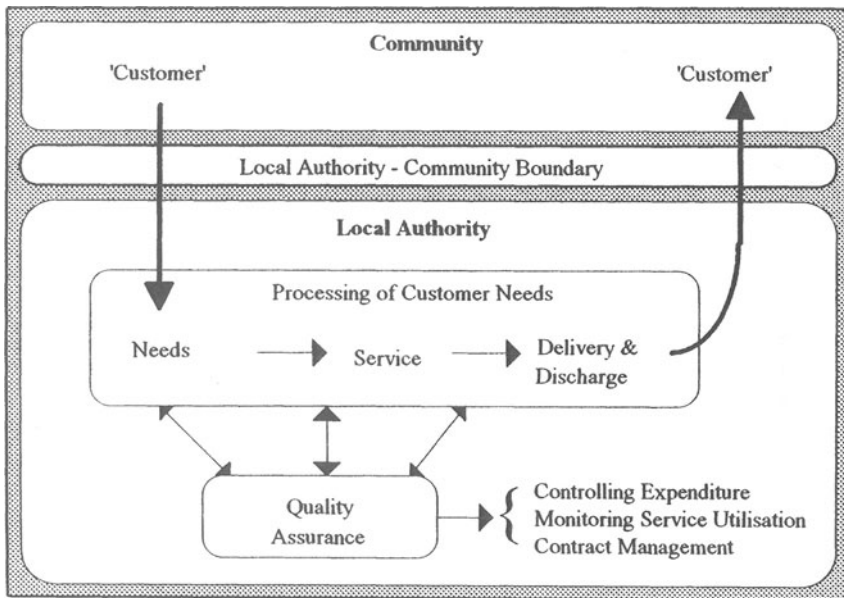 Community
'Customer'
'Customer'
Local Authority - Community Boundary
Local Authority
Processing of Customer Needs
Needs
Service
Delivery &
Discharge
Quality
Assurance
Controlling Expenditure
Monitoring Service Utilisation
Contract Management